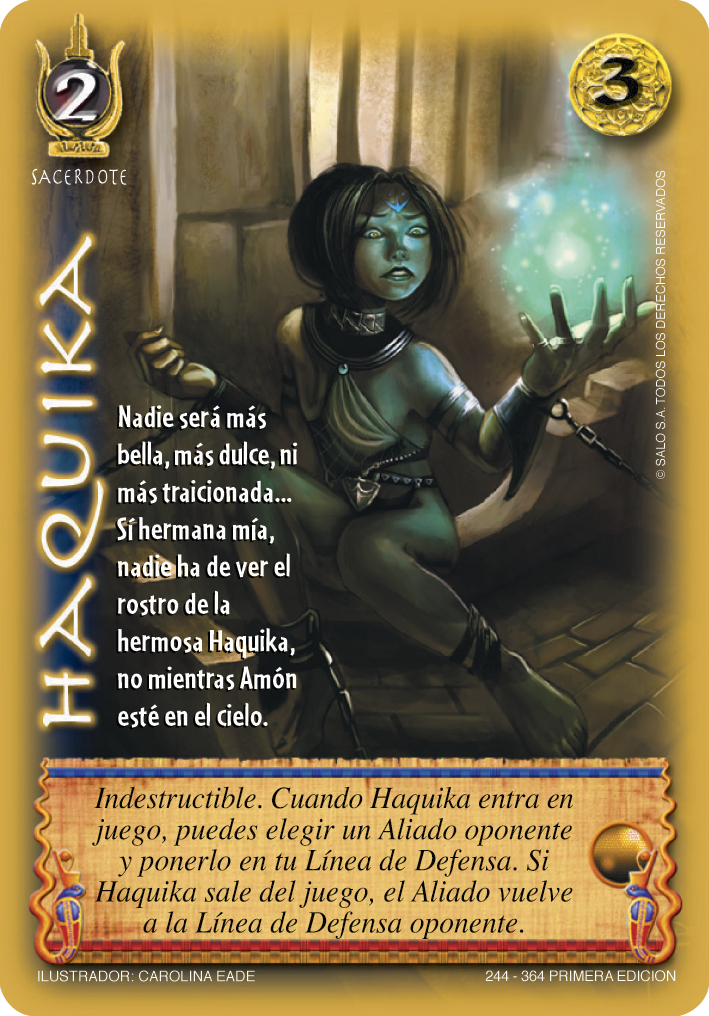 2
3
SACERDOTE
HAQUIKA
Nadie será más
bella, más dulce, ni
más traicionada...
Sí hermana mía,
nadie ha de ver el
rostro de la
hermosa Haquika,
no mientras Amón
esté en el cielo.
© SALO S.A. TODOS LOS DERECHOS RESERVADOS
Indestructible. Cuando Haquika entra en
juego, puedes elegir un Aliado oponente
y ponerlo en tu Línea de Defensa. Si
Haquika sale del juego, el Aliado vuelve
a la Línea de Defensa oponente.
ILUSTRADOR: CAROLINA EADE
244 - 364 PRIMERA EDICION